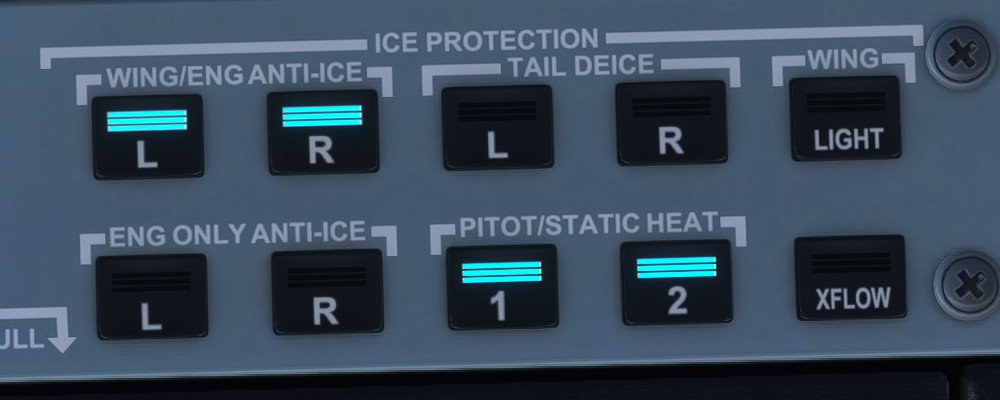 ICE PROTECTION
WING/ENG ANTI-ICE
TAIL DEICE
WING
L
R
L
R
LIGHT
ENG ONLY ANTI-ICE
PITOT/STATIC HEAT
L
R
1
2
XFLOW
ULL